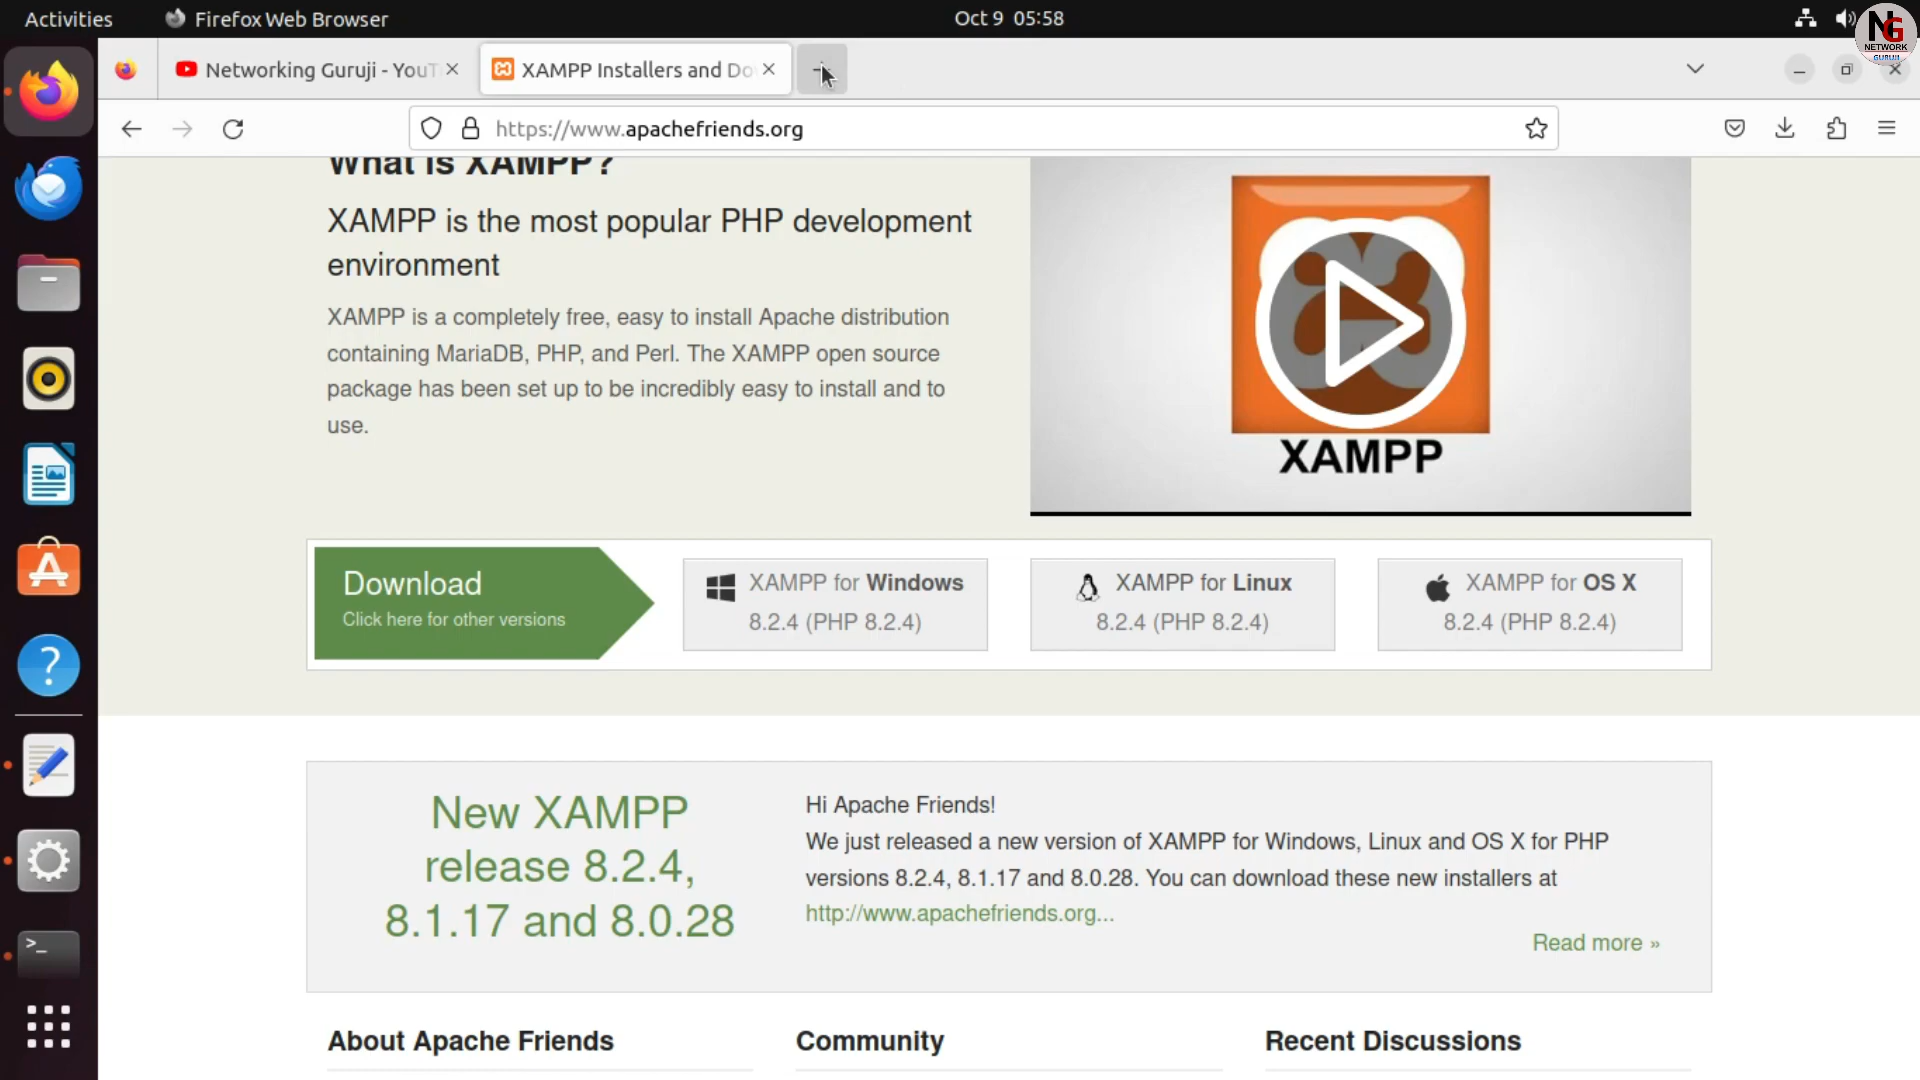 Activities
Firefox Web Browser
Oct 9 05:58
NG
NETWORK
GURUJI
Networking Guruji - YouT
XAMPP Installers and Do
https://www.apachefriends.org
What is XAMPP?
XAMPP is the most popular PHP development
environment
XAMPP is a completely free, easy to install Apache distribution
containing MariaDB, PHP, and Perl. The XAMPP open source
package has been set up to be incredibly easy to install and to
use.
XAMPP
Download
Click here for other versions
XAMPP for Windows
8.2.4 (PHP 8.2.4)
XAMPP for Linux
8.2.4 (PHP 8.2.4)
XAMPP for OS X
8.2.4 (PHP 8.2.4)
New XAMPP
release 8.2.4,
8.1.17 and 8.0.28
Hi Apache Friends!
We just released a new version of XAMPP for Windows, Linux and OS X for PHP
versions 8.2.4, 8.1.17 and 8.0.28. You can download these new installers at
http://www.apachefriends.org...
Read more »
About Apache Friends
Community
Recent Discussions